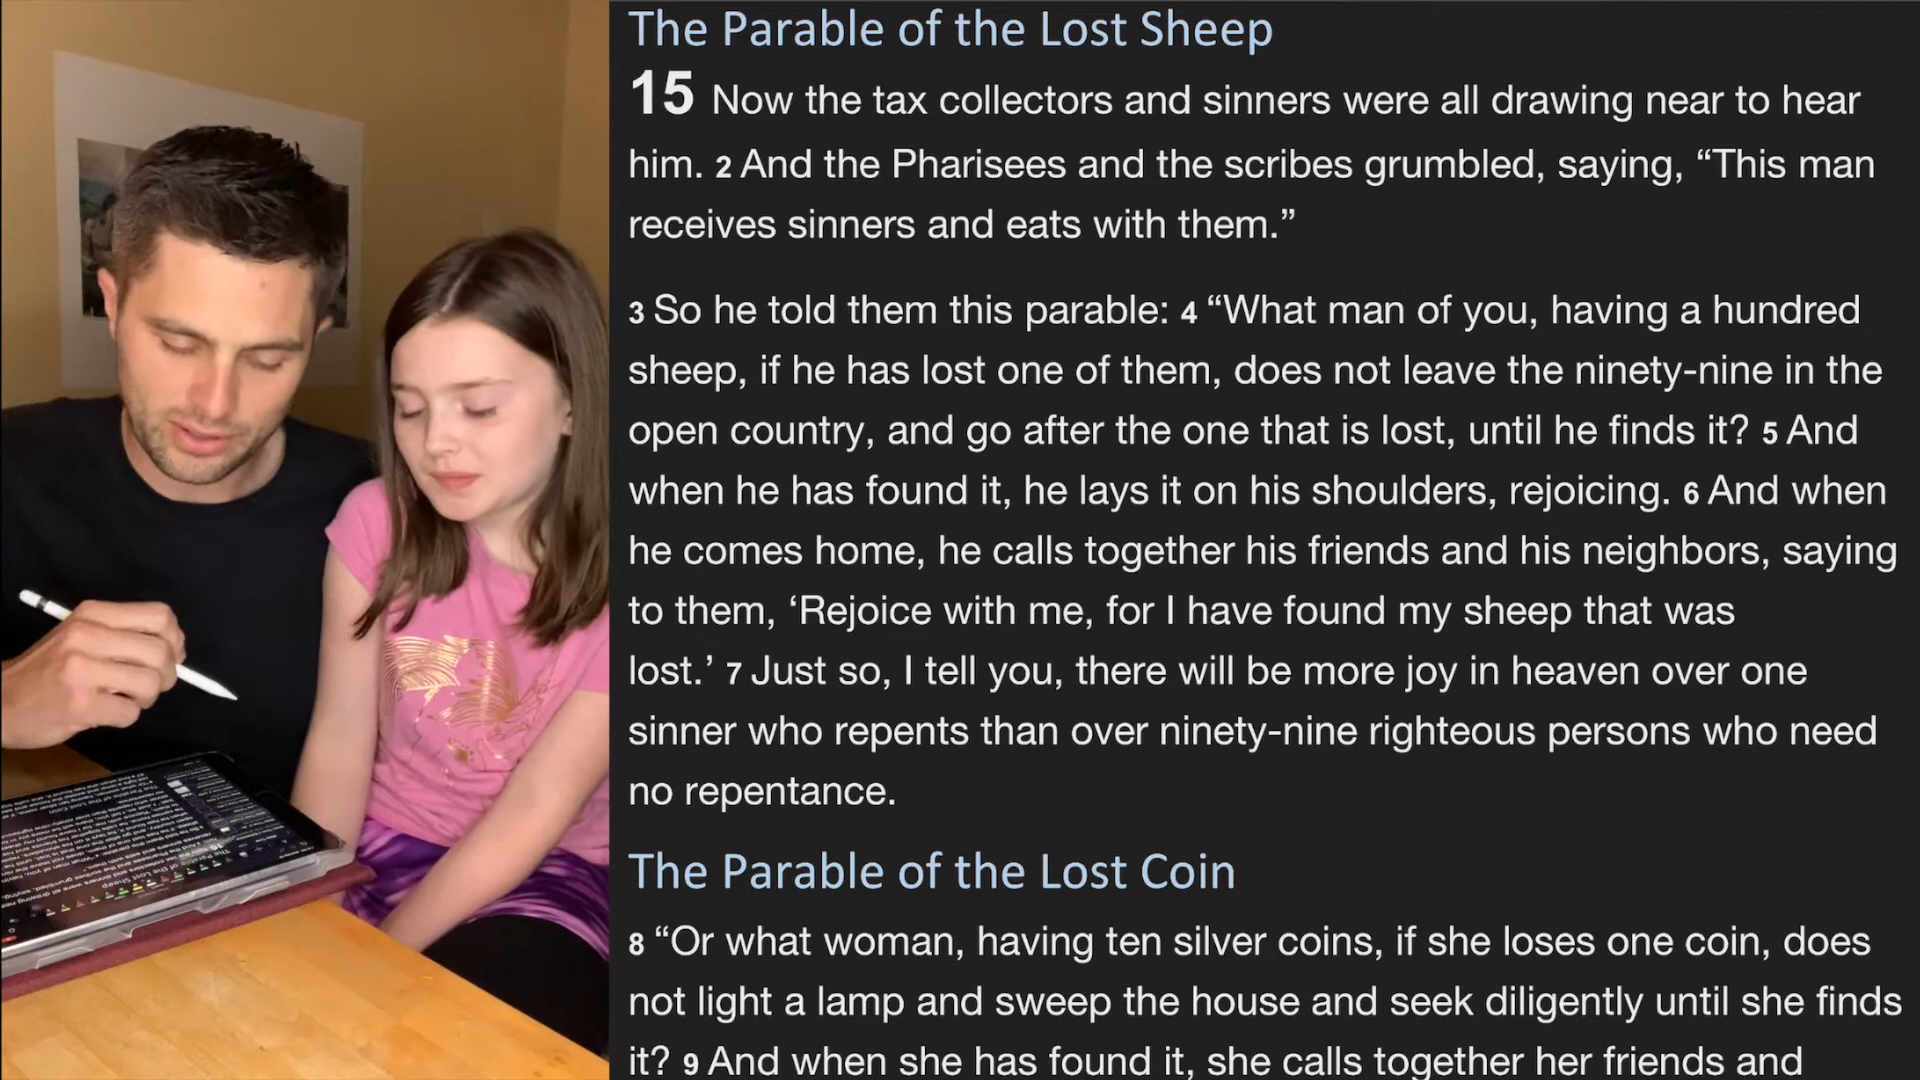 The Parable of the Lost Sheep
15 Now the tax collectors and sinners were all drawing near to hear
him. 2 And the Pharisees and the scribes grumbled, saying, “This man
receives sinners and eats with them.”
3 So he told them this parable: 4 “What man of you, having a hundred
sheep, if he has lost one of them, does not leave the ninety-nine in the
open country, and go after the one that is lost, until he finds it? 5 And
when he has found it, he lays it on his shoulders, rejoicing. 6 And when
he comes home, he calls together his friends and his neighbors, saying
to them, ‘Rejoice with me, for I have found my sheep that was
lost.’ 7 Just so, I tell you, there will be more joy in heaven over one
sinner who repents than over ninety-nine righteous persons who need
no repentance.
The Parable of the Lost Coin
8 “Or what woman, having ten silver coins, if she loses one coin, does
not light a lamp and sweep the house and seek diligently until she finds
it? 9 And when she has found it, she calls together her friends and